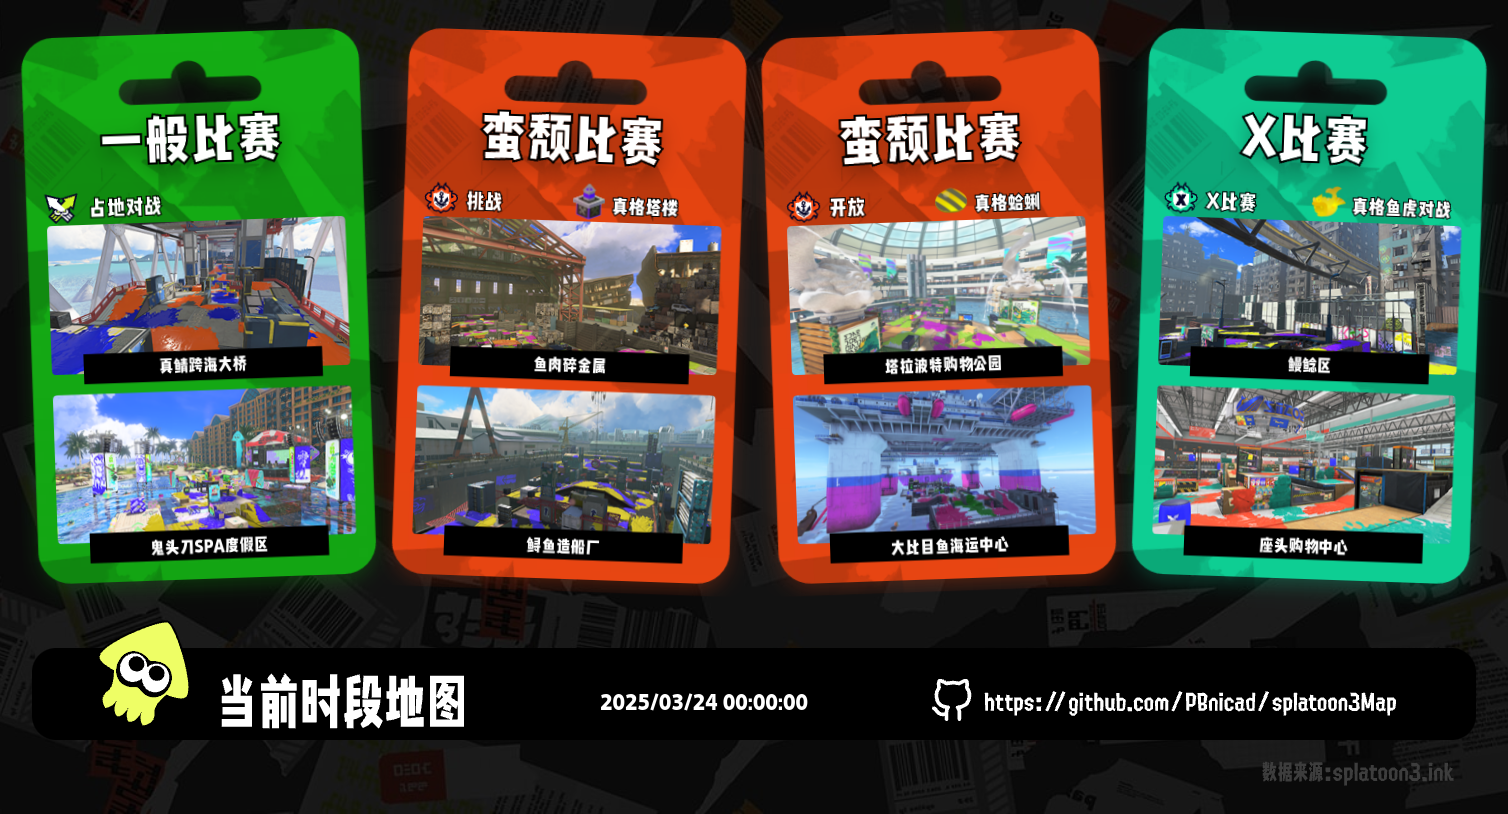 一般比赛
占地对战
真鲭跨海大桥
鬼头刀SPA度假区
蛮颓比赛
挑战
真格塔楼
鱼肉碎金属
鲟鱼造船厂
蛮颓比赛
开放
真格蛤蜊
塔拉波特购物公园
大比目鱼海运中心
X比赛
X比赛
真格鱼虎对战
鳗鲶区
座头购物中心
当前时段地图
2025/03/24 00:00:00
https://github.com/PBnicad/splatoon3Map
数据来源:splatoon3.ink